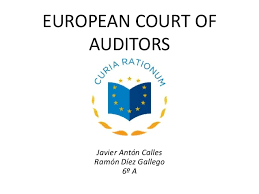 EUROPEAN COURT OF
AUDITORS
CURIA RATIONUM
Javier Antón Calles
Ramón Díez Gallego
6º A